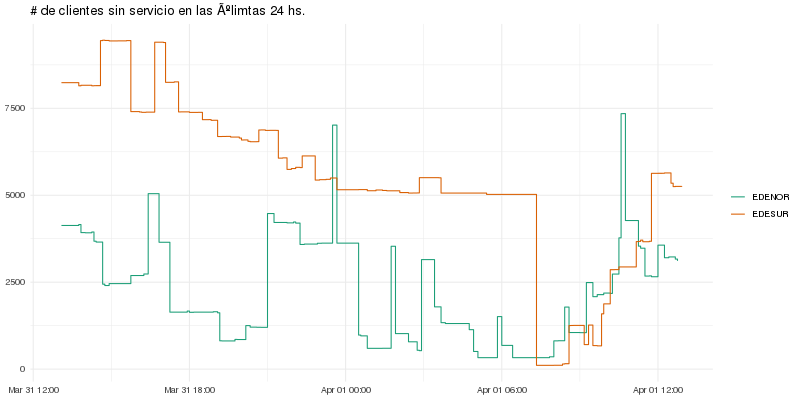 # de clientes sin servicio en las Ãºlimtas 24 hs.
7500
5000
2500
0
Mar 31 12:00
Mar 31 18:00
Apr 01 00:00
Apr 01 06:00
Apr 01 12:00
EDENOR
EDESUR